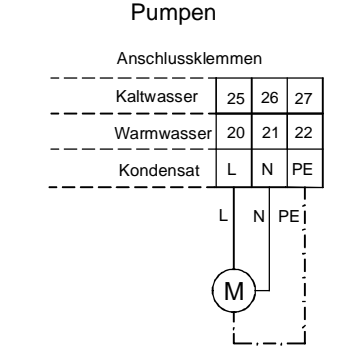 Pumpen
Anschlussklemmen
Kaltwasser 25 26 27
Warmwasser 20 21 22
Kondensat L N PE
L N PE
M